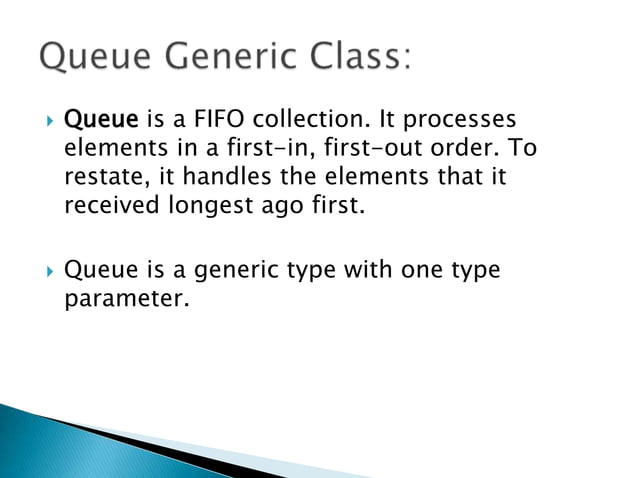 Queue Generic Class:
Queue is a FIFO collection. It processes
elements in a first-in, first-out order. To
restate, it handles the elements that it
received longest ago first.
Queue is a generic type with one type
parameter.